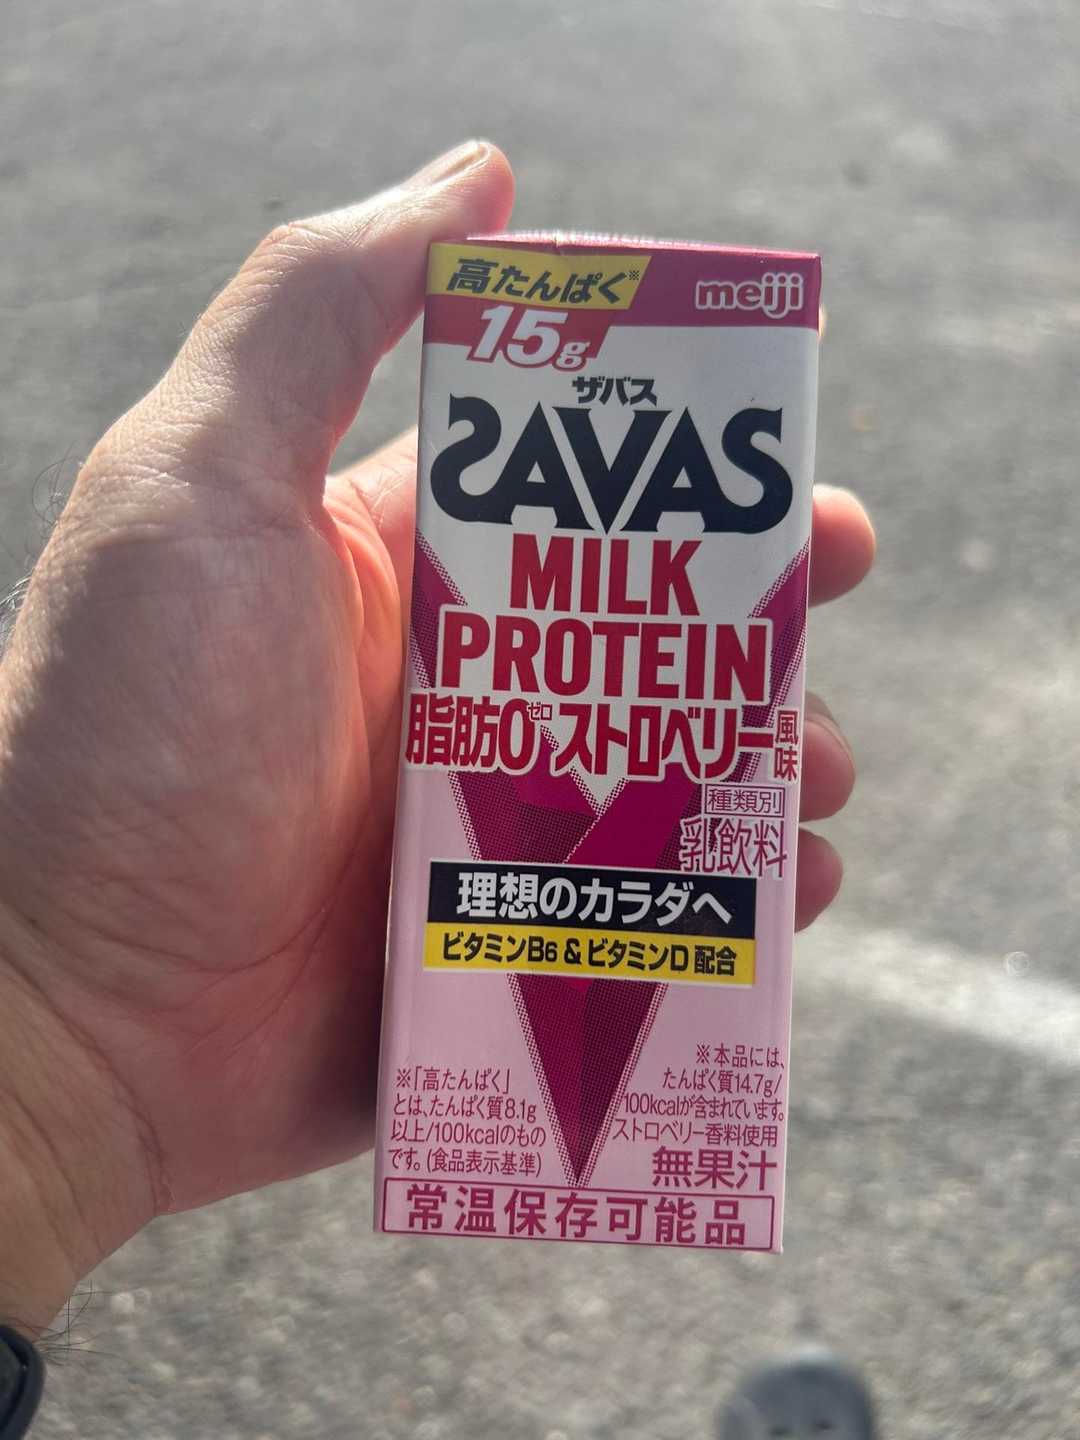 高たんぱく※
meiji
15g
ザバス
SAVAS
MILK
PROTEIN
脂肪0ゼロ ストロベリー風味
種類別
乳飲料
理想のカラダへ
ビタミンB6 & ビタミンD 配合
※「高たんぱく」
とは、たんぱく質8.1g
以上/100kcalのもの
です。(食品表示基準)
※本品には、
たんぱく質14.7g/
100kcalが含まれています。
ストロベリー香料使用
無果汁
常温保存可能品